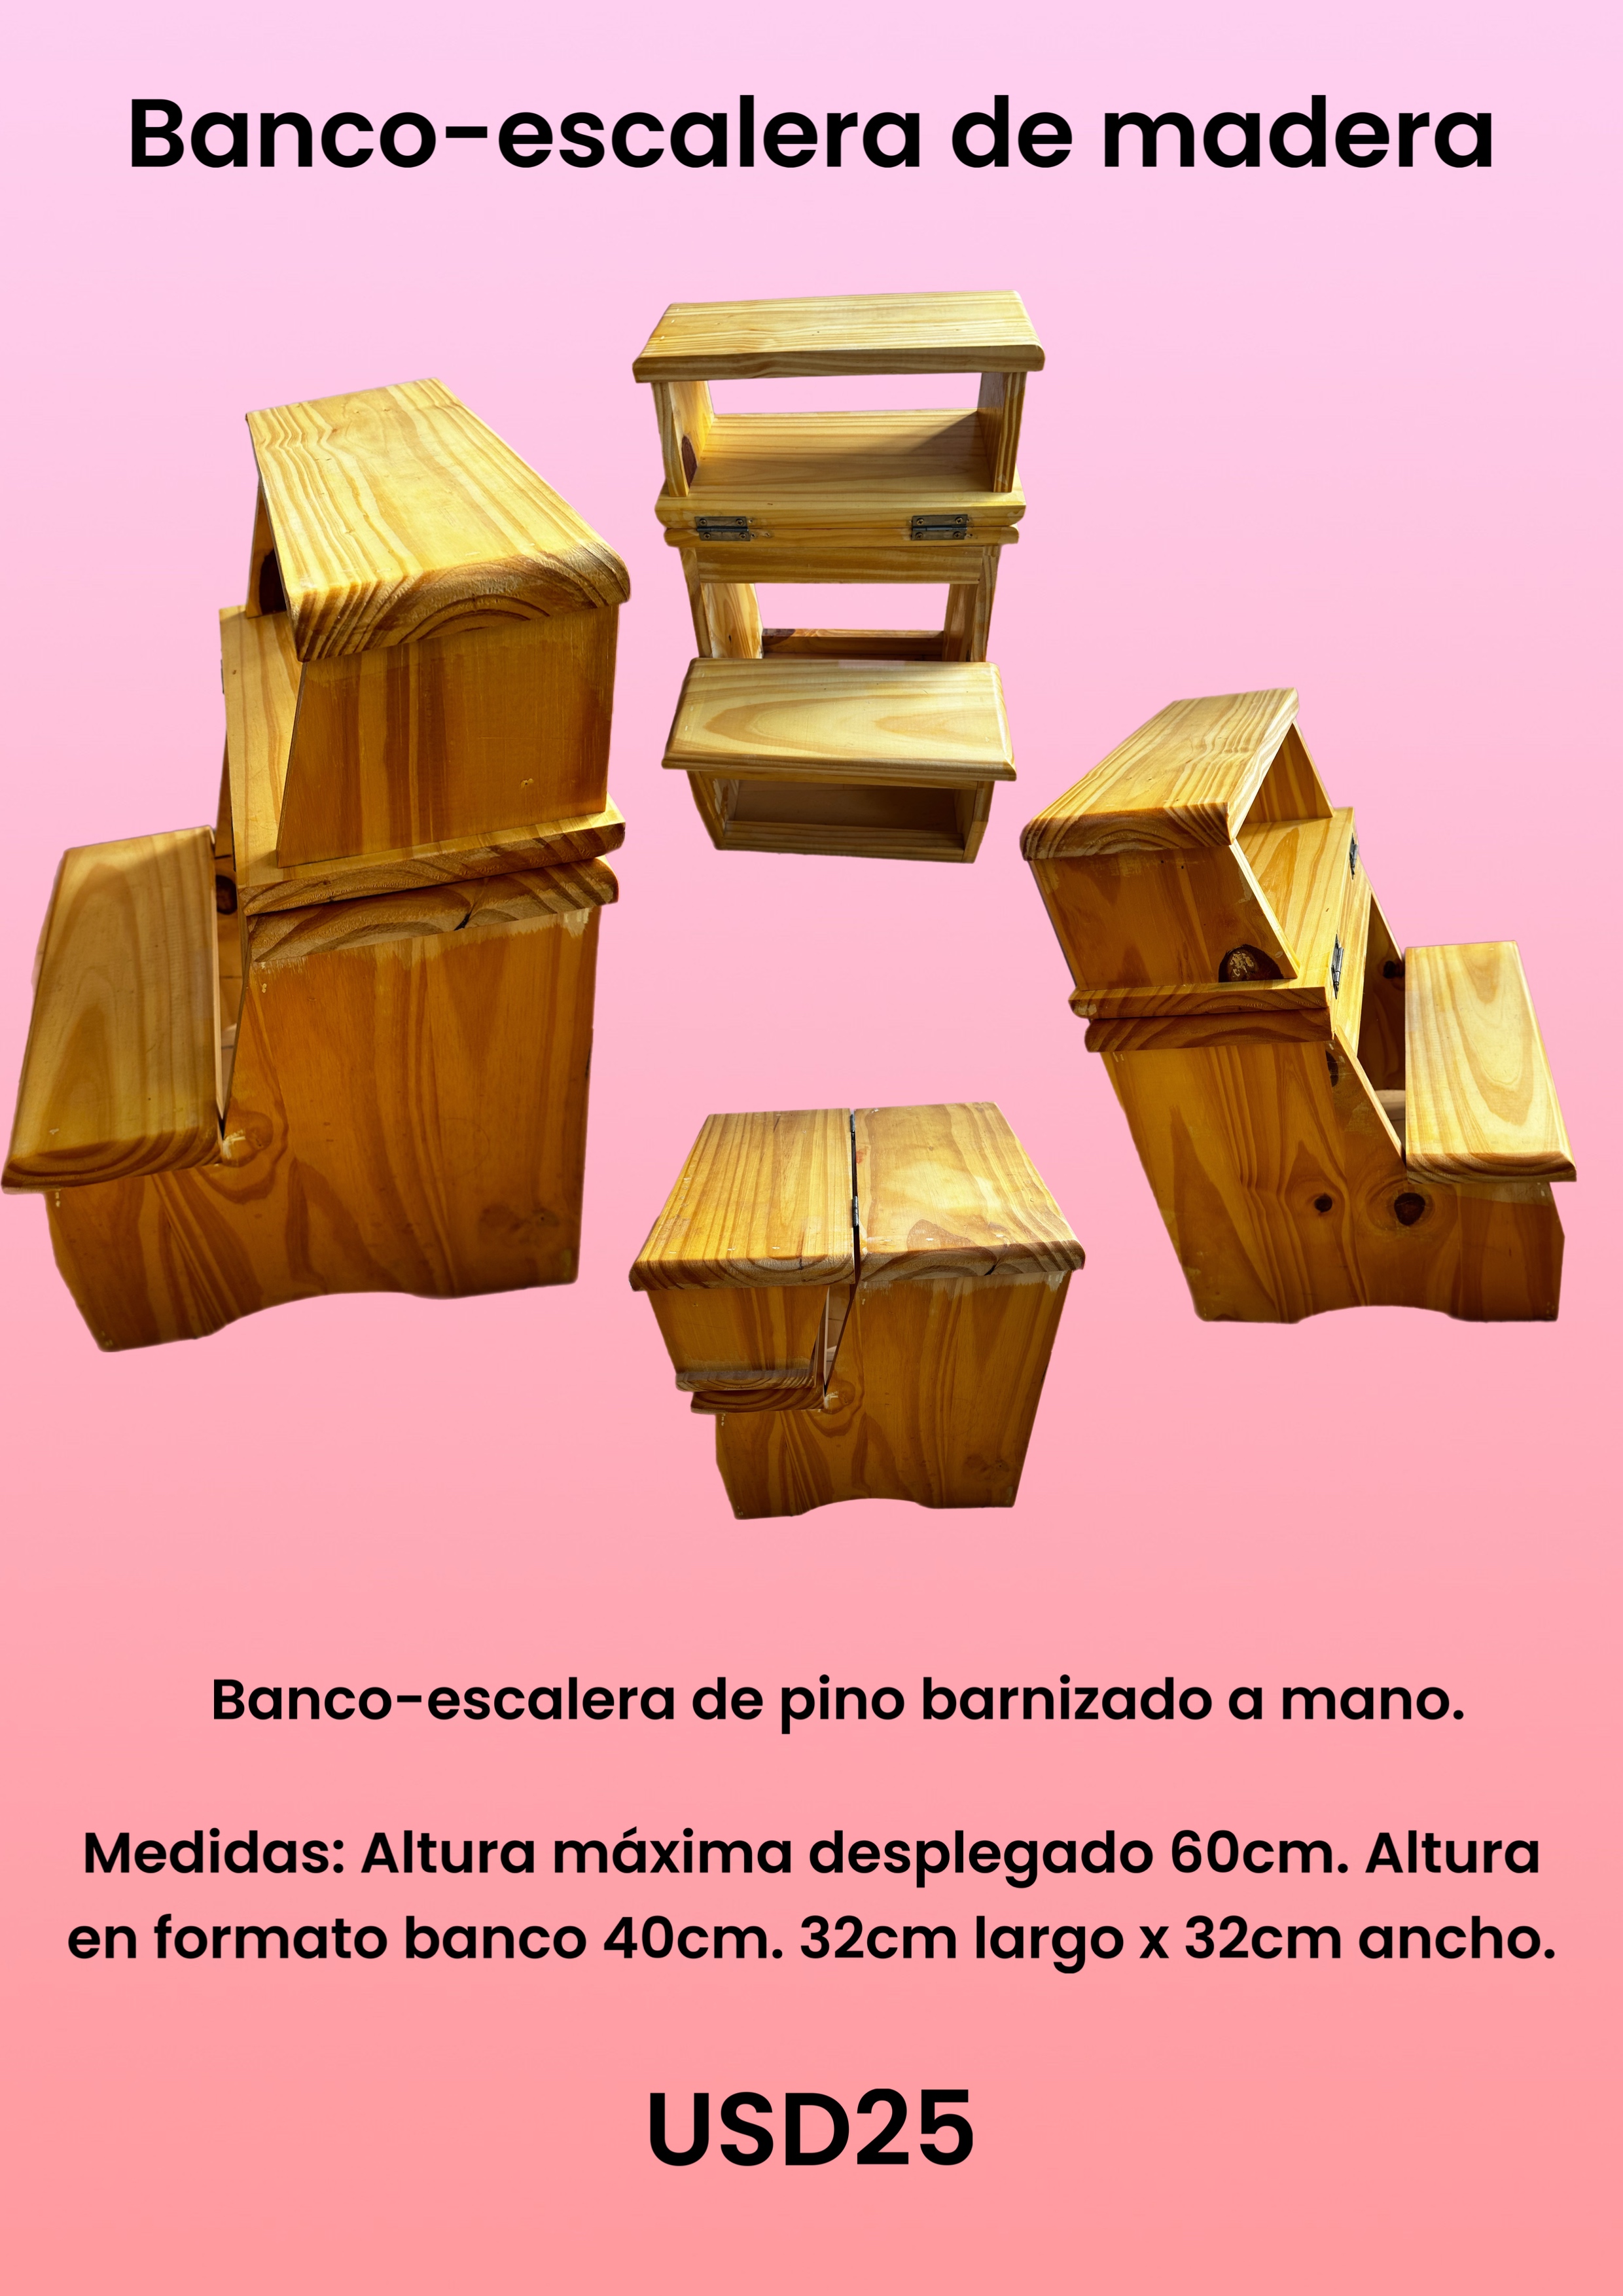 Banco-escalera de madera
Banco-escalera de pino barnizado a mano.
Medidas: Altura máxima desplegado 60cm. Altura
en formato banco 40cm. 32cm largo x 32cm ancho.
USD25